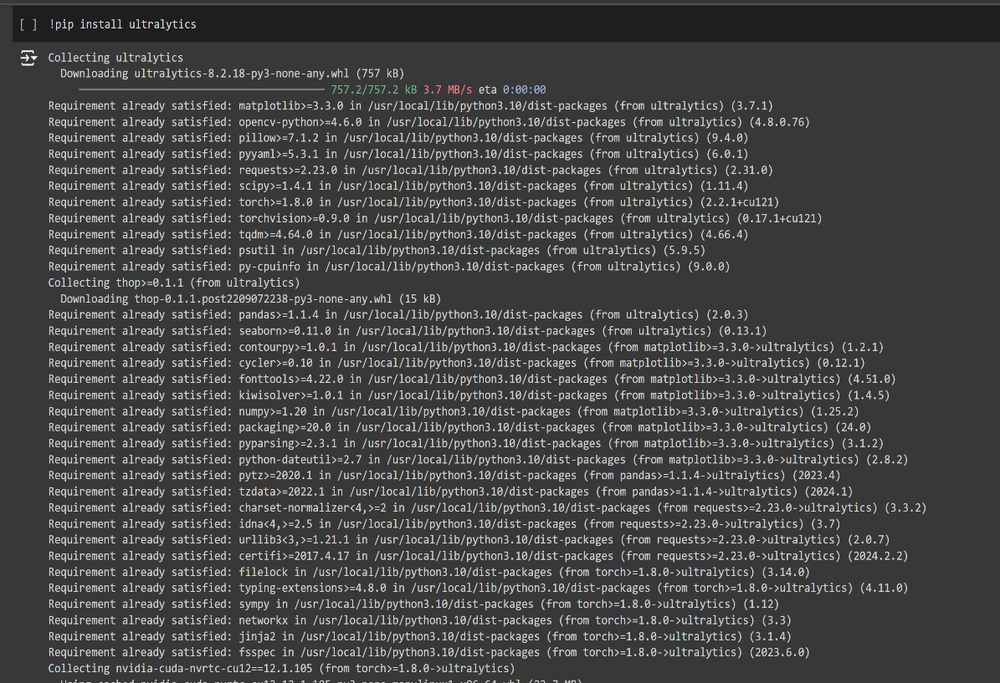 [ ] !pip install ultralytics
Collecting ultralytics
Downloading ultralytics-8.2.18-py3-none-any.whl (757 kB)
757.2/757.2 kB 3.7 MB/s eta 0:00:00
Requirement already satisfied: matplotlib>=3.3.0 in /usr/local/lib/python3.10/dist-packages (from ultralytics) (3.7.1)
Requirement already satisfied: opencv-python>=4.6.0 in /usr/local/lib/python3.10/dist-packages (from ultralytics) (4.8.0.76)
Requirement already satisfied: pillow>=7.1.2 in /usr/local/lib/python3.10/dist-packages (from ultralytics) (9.4.0)
Requirement already satisfied: pyyaml>=5.3.1 in /usr/local/lib/python3.10/dist-packages (from ultralytics) (6.0.1)
Requirement already satisfied: requests>=2.23.0 in /usr/local/lib/python3.10/dist-packages (from ultralytics) (2.31.0)
Requirement already satisfied: scipy>=1.4.1 in /usr/local/lib/python3.10/dist-packages (from ultralytics) (1.11.4)
Requirement already satisfied: torch>=1.8.0 in /usr/local/lib/python3.10/dist-packages (from ultralytics) (2.2.1+cu121)
Requirement already satisfied: torchvision>=0.9.0 in /usr/local/lib/python3.10/dist-packages (from ultralytics) (0.17.1+cu121)
Requirement already satisfied: tqdm>=4.64.0 in /usr/local/lib/python3.10/dist-packages (from ultralytics) (4.66.4)
Requirement already satisfied: psutil in /usr/local/lib/python3.10/dist-packages (from ultralytics) (5.9.5)
Requirement already satisfied: py-cpuinfo in /usr/local/lib/python3.10/dist-packages (from ultralytics) (9.0.0)
Collecting thop>=0.1.1 (from ultralytics)
Downloading thop-0.1.1.post2209072238-py3-none-any.whl (15 kB)
Requirement already satisfied: pandas>=1.1.4 in /usr/local/lib/python3.10/dist-packages (from ultralytics) (2.0.3)
Requirement already satisfied: seaborn>=0.11.0 in /usr/local/lib/python3.10/dist-packages (from ultralytics) (0.13.1)
Requirement already satisfied: contourpy>=1.0.1 in /usr/local/lib/python3.10/dist-packages (from matplotlib>=3.3.0->ultralytics) (1.2.1)
Requirement already satisfied: cycler>=0.10 in /usr/local/lib/python3.10/dist-packages (from matplotlib>=3.3.0->ultralytics) (0.12.1)
Requirement already satisfied: fonttools>=4.22.0 in /usr/local/lib/python3.10/dist-packages (from matplotlib>=3.3.0->ultralytics) (4.51.0)
Requirement already satisfied: kiwisolver>=1.0.1 in /usr/local/lib/python3.10/dist-packages (from matplotlib>=3.3.0->ultralytics) (1.4.5)
Requirement already satisfied: numpy>=1.20 in /usr/local/lib/python3.10/dist-packages (from matplotlib>=3.3.0->ultralytics) (1.25.2)
Requirement already satisfied: packaging>=20.0 in /usr/local/lib/python3.10/dist-packages (from matplotlib>=3.3.0->ultralytics) (24.0)
Requirement already satisfied: pyparsing>=2.3.1 in /usr/local/lib/python3.10/dist-packages (from matplotlib>=3.3.0->ultralytics) (3.1.2)
Requirement already satisfied: python-dateutil>=2.7 in /usr/local/lib/python3.10/dist-packages (from matplotlib>=3.3.0->ultralytics) (2.8.2)
Requirement already satisfied: pytz>=2020.1 in /usr/local/lib/python3.10/dist-packages (from pandas>=1.1.4->ultralytics) (2023.4)
Requirement already satisfied: tzdata>=2022.1 in /usr/local/lib/python3.10/dist-packages (from pandas>=1.1.4->ultralytics) (2024.1)
Requirement already satisfied: charset-normalizer<4,>=2 in /usr/local/lib/python3.10/dist-packages (from requests>=2.23.0->ultralytics) (3.3.2)
Requirement already satisfied: idna<4,>=2.5 in /usr/local/lib/python3.10/dist-packages (from requests>=2.23.0->ultralytics) (3.7)
Requirement already satisfied: urllib3<3,>=1.21.1 in /usr/local/lib/python3.10/dist-packages (from requests>=2.23.0->ultralytics) (2.0.7)
Requirement already satisfied: certifi>=2017.4.17 in /usr/local/lib/python3.10/dist-packages (from requests>=2.23.0->ultralytics) (2024.2.2)
Requirement already satisfied: filelock in /usr/local/lib/python3.10/dist-packages (from torch>=1.8.0->ultralytics) (3.14.0)
Requirement already satisfied: typing-extensions>=4.8.0 in /usr/local/lib/python3.10/dist-packages (from torch>=1.8.0->ultralytics) (4.11.0)
Requirement already satisfied: sympy in /usr/local/lib/python3.10/dist-packages (from torch>=1.8.0->ultralytics) (1.12)
Requirement already satisfied: networkx in /usr/local/lib/python3.10/dist-packages (from torch>=1.8.0->ultralytics) (3.3)
Requirement already satisfied: jinja2 in /usr/local/lib/python3.10/dist-packages (from torch>=1.8.0->ultralytics) (3.1.4)
Requirement already satisfied: fsspec in /usr/local/lib/python3.10/dist-packages (from torch>=1.8.0->ultralytics) (2023.6.0)
Collecting nvidia-cuda-nvrtc-cu12==12.1.105 (from torch>=1.8.0->ultralytics)